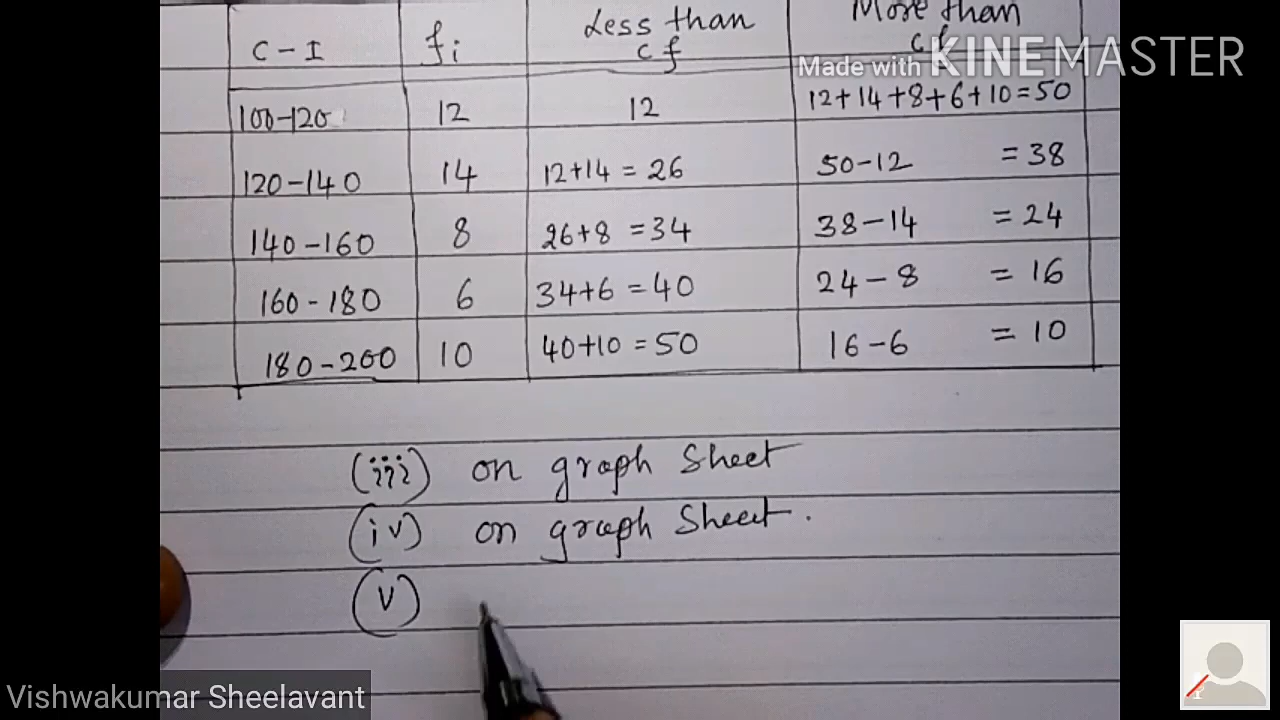 C-I fi Less than More than
cf cf
Made with KINEMASTER
100-120 12 12 12+14+8+6+10=50
120-140 14 12+14=26 50-12 =38
140-160 8 26+8=34 38-14 =24
160-180 6 34+6=40 24-8 =16
180-200 10 40+10=50 16-6 =10
(iii) on graph Sheet
(iv) on graph Sheet.
(v)
Vishwakumar Sheelavant